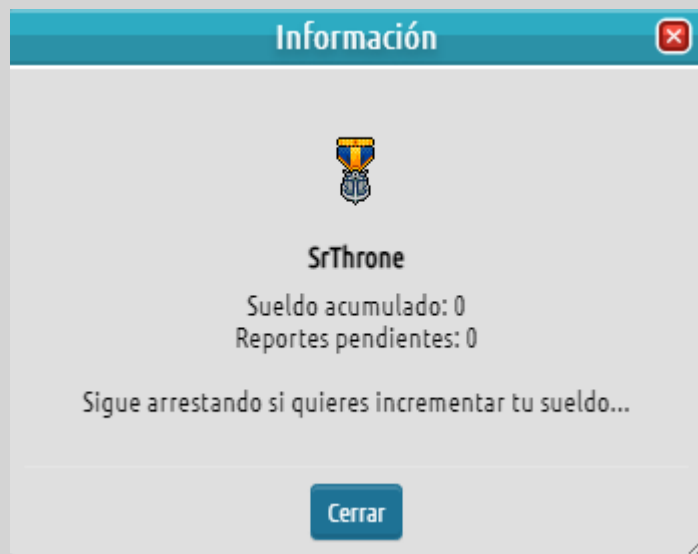 Información
SrThrone
Sueldo acumulado: 0
Reportes pendientes: 0
Sigue arrestando si quieres incrementar tu sueldo...
Cerrar